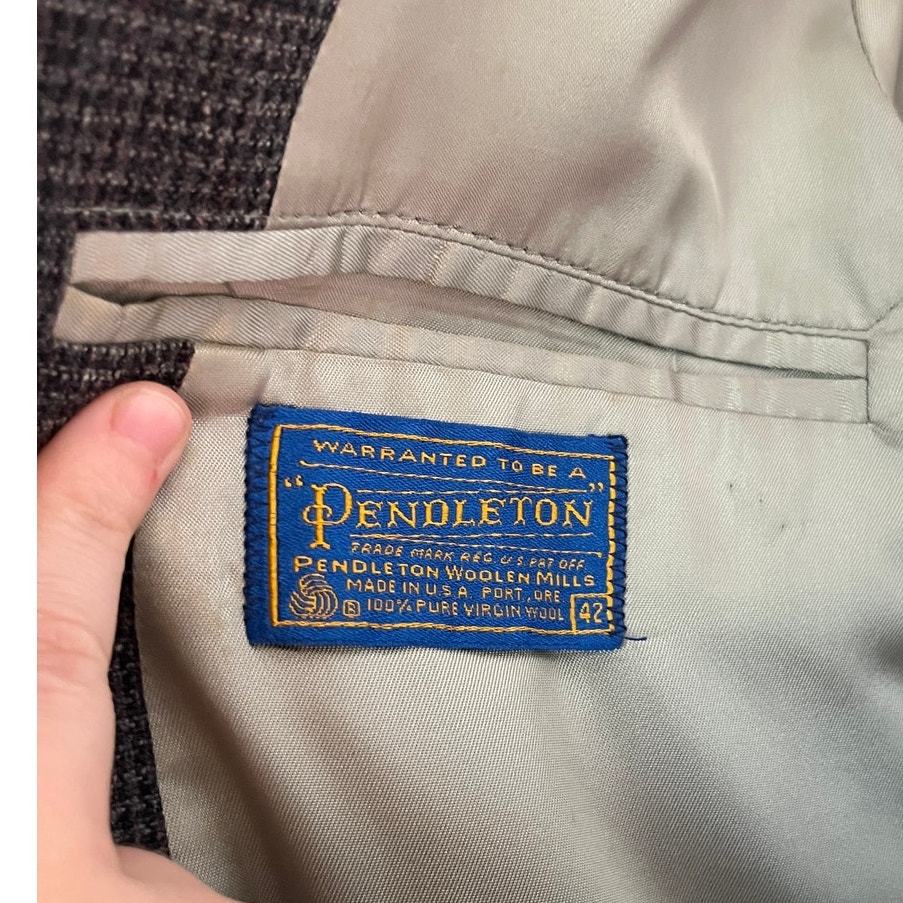 WARRANTED TO BE A
"PENDLETON"
TRADE MARK REG. U.S. PAT. OFF.
PENDLETON WOOLEN MILLS
MADE IN U.S.A. PORT., ORE
® 100% PURE VIRGIN WOOL 42